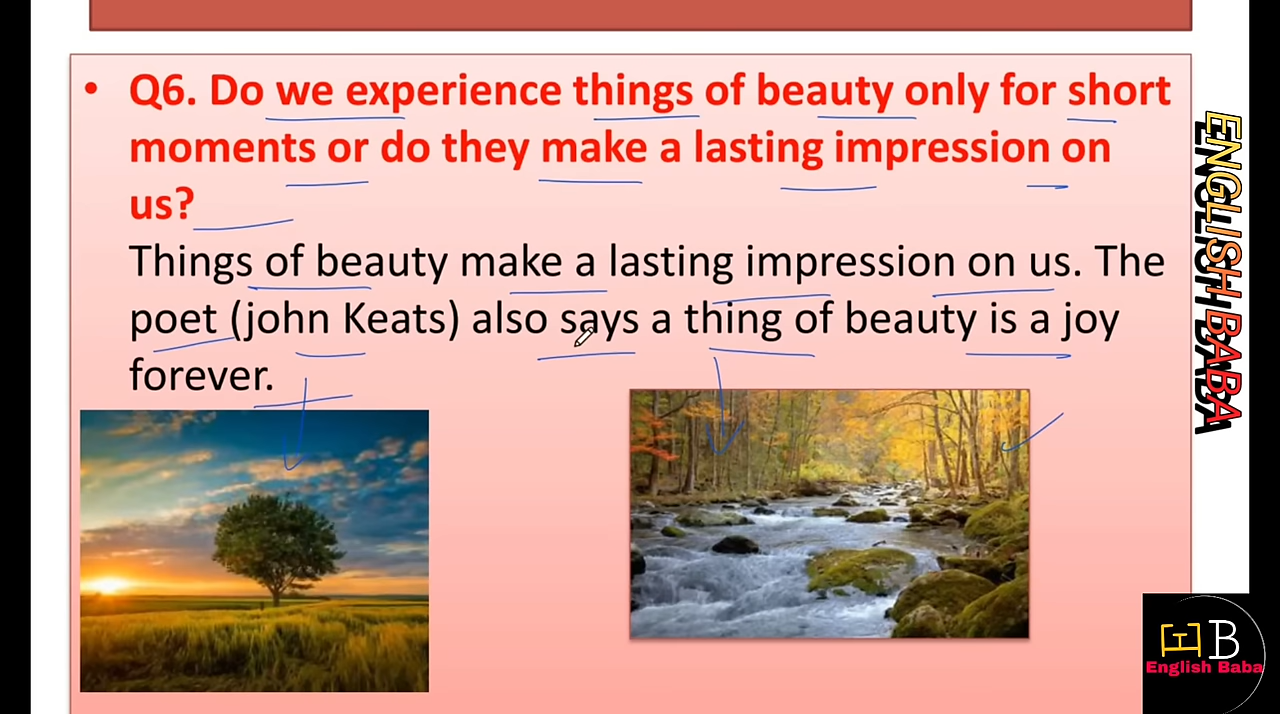 • Q6. Do we experience things of beauty only for short
moments or do they make a lasting impression on
us?
Things of beauty make a lasting impression on us. The
poet (john Keats) also says a thing of beauty is a joy
forever.
ENGLISH BABA
EB
English Baba